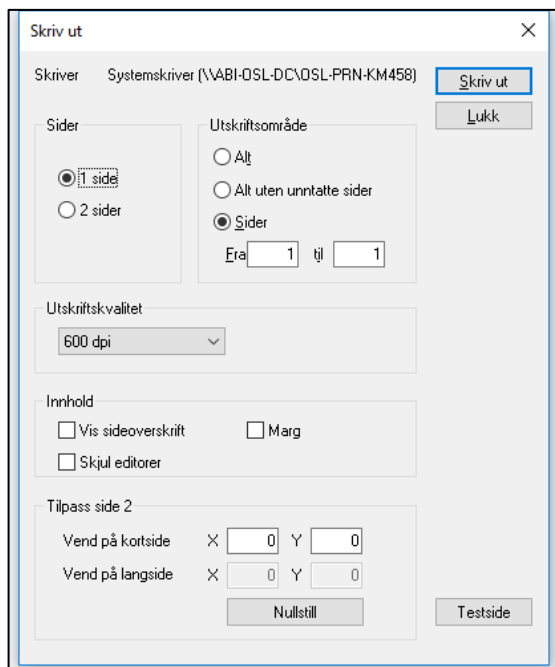 Skriv ut
Skriver Systemskriver (\\ABI-OSL-DC\OSL-PRN-KM458)
Skriv ut
Lukk
Sider
1 side
2 sider
Utskriftsområde
Alt
Alt uten unntatte sider
Sider
Fra 1 til 1
Utskriftskvalitet
600 dpi
Innhold
Vis sideoverskrift Marg
Skjul editorer
Tilpass side 2
Vend på kortside X 0 Y 0
Vend på langside X 0 Y 0
Nullstill
Testside